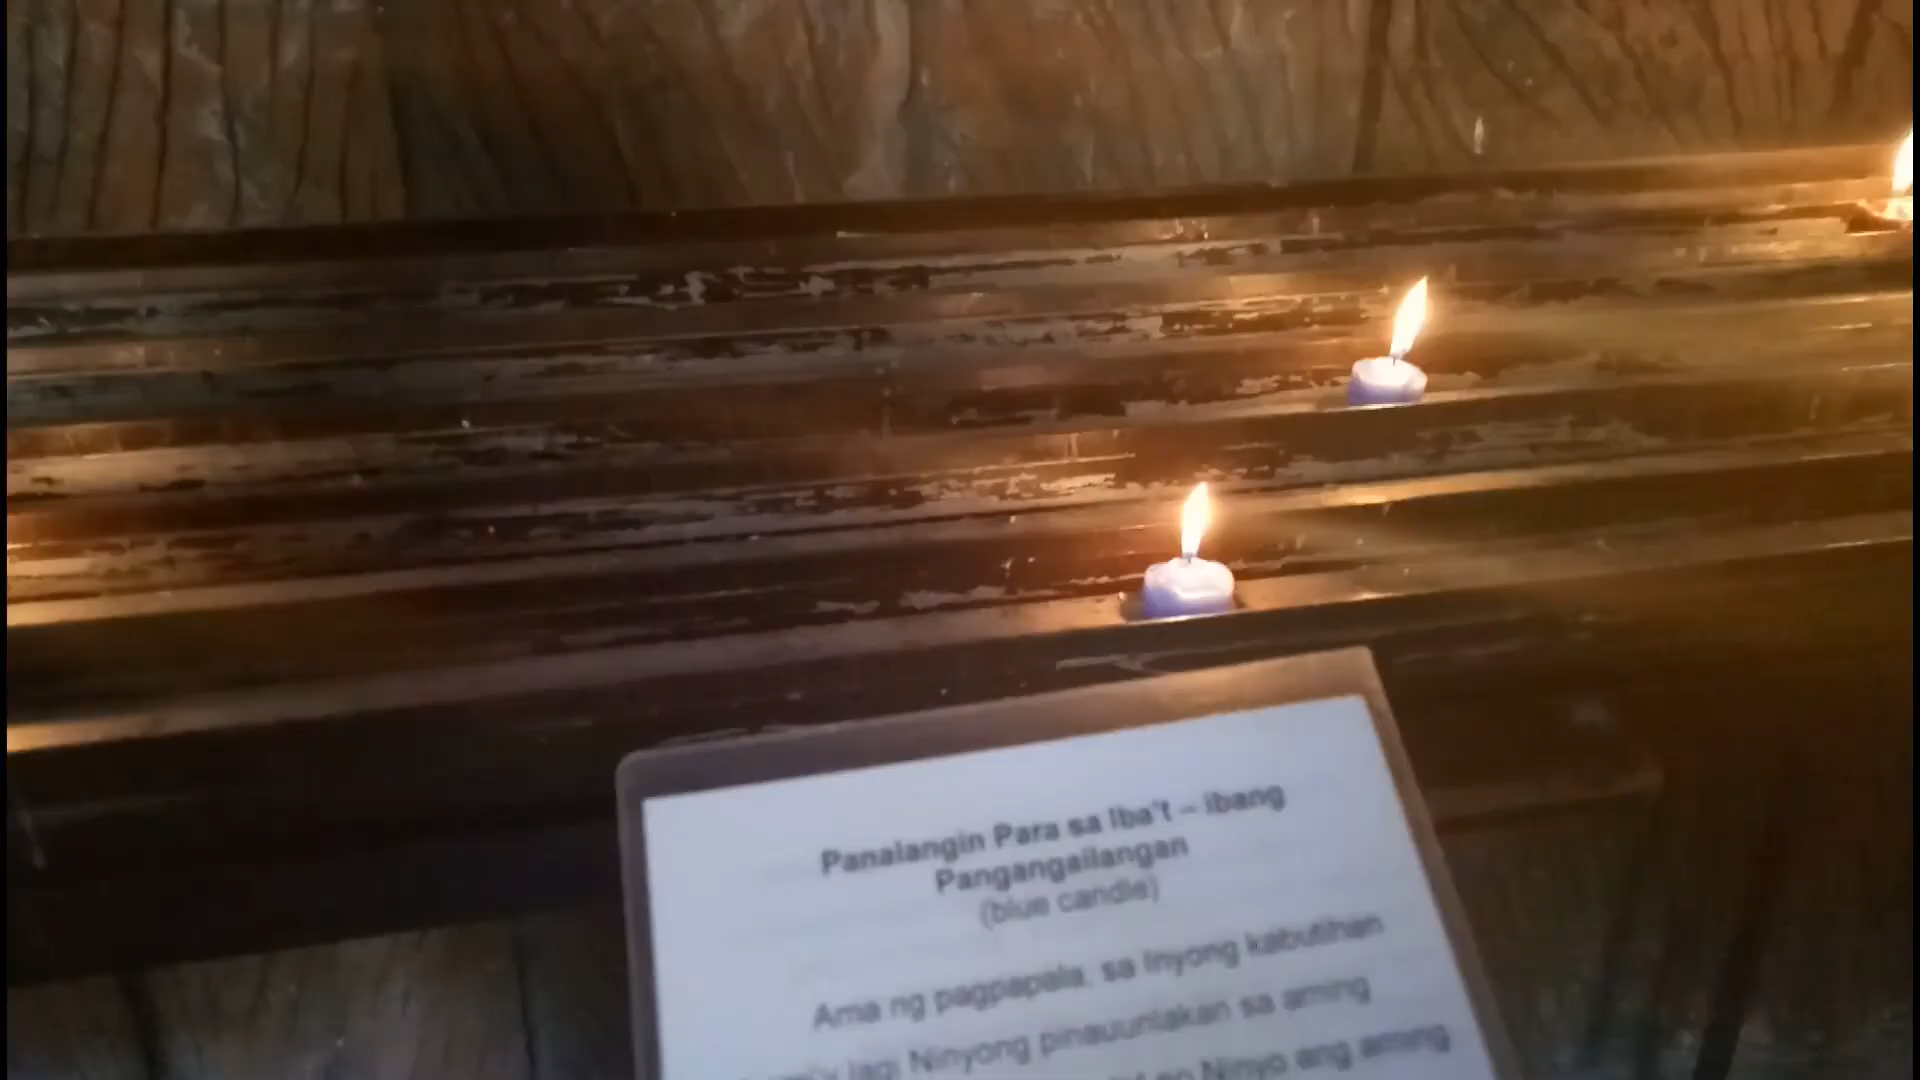 Panalangin Para sa Iba't – ibang
Pangangailangan
(blue candle)
Ama ng pagpapala, sa Inyong kabutihan
lagi Ninyong pinauunlakan sa aming
Ninyo ang aming